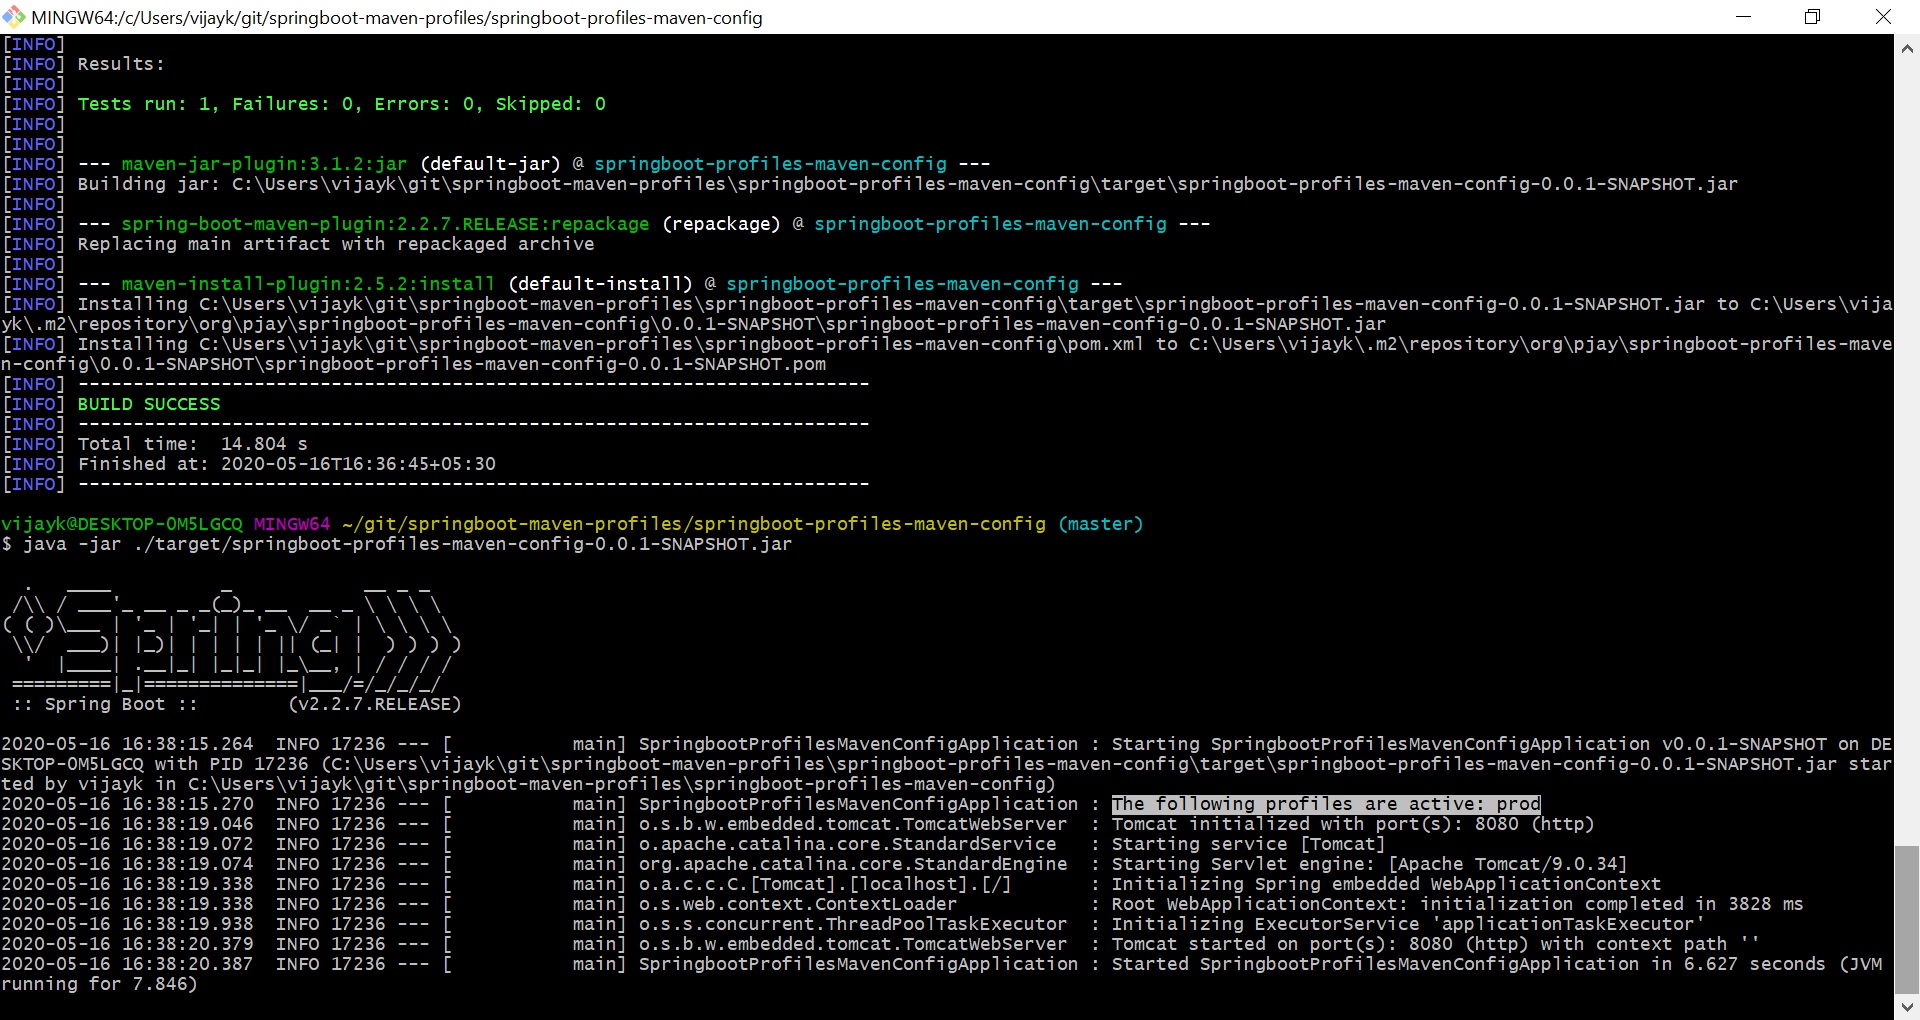 MINGW64:/c/Users/vijayk/git/springboot-maven-profiles/springboot-profiles-maven-config
[INFO]
[INFO] Results:
[INFO]
[INFO] Tests run: 1, Failures: 0, Errors: 0, Skipped: 0
[INFO]
[INFO]
[INFO] --- maven-jar-plugin:3.1.2:jar (default-jar) @ springboot-profiles-maven-config ---
[INFO] Building jar: C:\Users\vijayk\git\springboot-maven-profiles\springboot-profiles-maven-config\target\springboot-profiles-maven-config-0.0.1-SNAPSHOT.jar
[INFO]
[INFO] --- spring-boot-maven-plugin:2.2.7.RELEASE:repackage (repackage) @ springboot-profiles-maven-config ---
[INFO] Replacing main artifact with repackaged archive
[INFO]
[INFO] --- maven-install-plugin:2.5.2:install (default-install) @ springboot-profiles-maven-config ---
[INFO] Installing C:\Users\vijayk\git\springboot-maven-profiles\springboot-profiles-maven-config\target\springboot-profiles-maven-config-0.0.1-SNAPSHOT.jar to C:\Users\vija
yk\.m2\repository\org\pjay\springboot-profiles-maven-config\0.0.1-SNAPSHOT\springboot-profiles-maven-config-0.0.1-SNAPSHOT.jar
[INFO] Installing C:\Users\vijayk\git\springboot-maven-profiles\springboot-profiles-maven-config\pom.xml to C:\Users\vijayk\.m2\repository\org\pjay\springboot-profiles-mave
n-config\0.0.1-SNAPSHOT\springboot-profiles-maven-config-0.0.1-SNAPSHOT.pom
[INFO] ------------------------------------------------------------------------
[INFO] BUILD SUCCESS
[INFO] ------------------------------------------------------------------------
[INFO] Total time:  14.804 s
[INFO] Finished at: 2020-05-16T16:36:45+05:30
[INFO] ------------------------------------------------------------------------
vijayk@DESKTOP-0M5LGCQ MINGW64 ~/git/springboot-maven-profiles/springboot-profiles-maven-config (master)
$ java -jar ./target/springboot-profiles-maven-config-0.0.1-SNAPSHOT.jar
  .   ____          _            __ _ _
 /\\ / ___'_ __ _ _(_)_ __  __ _ \ \ \ \
( ( )\___ | '_ | '_| | '_ \/ _` | \ \ \ \
 \\/  ___)| |_)| | | | | || (_| |  ) ) ) )
  '  |____| .__|_| |_|_| |_\__, | / / / /
 =========|_|==============|___/=/_/_/_/
 :: Spring Boot ::        (v2.2.7.RELEASE)
2020-05-16 16:38:15.264  INFO 17236 --- [           main] SpringbootProfilesMavenConfigApplication : Starting SpringbootProfilesMavenConfigApplication v0.0.1-SNAPSHOT on DE
SKTOP-0M5LGCQ with PID 17236 (C:\Users\vijayk\git\springboot-maven-profiles\springboot-profiles-maven-config\target\springboot-profiles-maven-config-0.0.1-SNAPSHOT.jar star
ted by vijayk in C:\Users\vijayk\git\springboot-maven-profiles\springboot-profiles-maven-config)
2020-05-16 16:38:15.270  INFO 17236 --- [           main] SpringbootProfilesMavenConfigApplication : The following profiles are active: prod
2020-05-16 16:38:19.046  INFO 17236 --- [           main] o.s.b.w.embedded.tomcat.TomcatWebServer  : Tomcat initialized with port(s): 8080 (http)
2020-05-16 16:38:19.072  INFO 17236 --- [           main] o.apache.catalina.core.StandardService   : Starting service [Tomcat]
2020-05-16 16:38:19.074  INFO 17236 --- [           main] org.apache.catalina.core.StandardEngine  : Starting Servlet engine: [Apache Tomcat/9.0.34]
2020-05-16 16:38:19.338  INFO 17236 --- [           main] o.a.c.c.C.[Tomcat].[localhost].[/]       : Initializing Spring embedded WebApplicationContext
2020-05-16 16:38:19.338  INFO 17236 --- [           main] o.s.web.context.ContextLoader            : Root WebApplicationContext: initialization completed in 3828 ms
2020-05-16 16:38:19.938  INFO 17236 --- [           main] o.s.s.concurrent.ThreadPoolTaskExecutor  : Initializing ExecutorService 'applicationTaskExecutor'
2020-05-16 16:38:20.379  INFO 17236 --- [           main] o.s.b.w.embedded.tomcat.TomcatWebServer  : Tomcat started on port(s): 8080 (http) with context path ''
2020-05-16 16:38:20.387  INFO 17236 --- [           main] SpringbootProfilesMavenConfigApplication : Started SpringbootProfilesMavenConfigApplication in 6.627 seconds (JVM
running for 7.846)